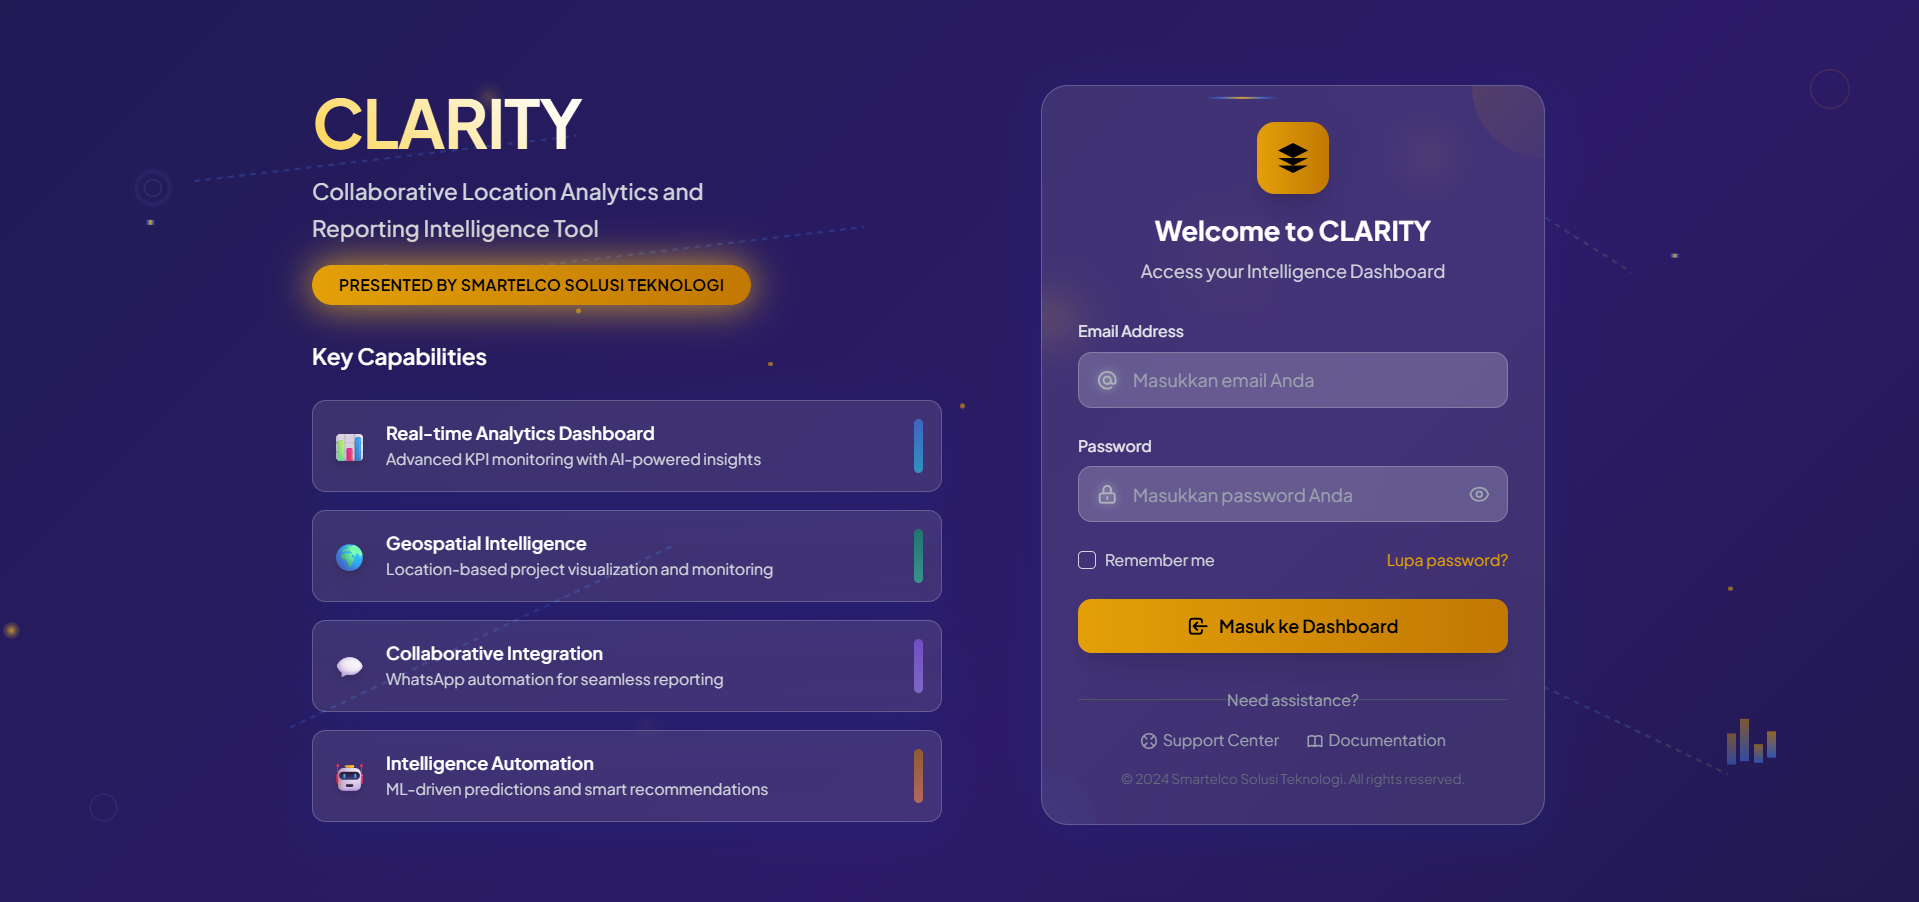 CLARITY
Collaborative Location Analytics and
Reporting Intelligence Tool
PRESENTED BY SMARTELCO SOLUSI TEKNOLOGI
Key Capabilities
Real-time Analytics Dashboard
Advanced KPI monitoring with AI-powered insights
Geospatial Intelligence
Location-based project visualization and monitoring
Collaborative Integration
WhatsApp automation for seamless reporting
Intelligence Automation
ML-driven predictions and smart recommendations
Welcome to CLARITY
Access your Intelligence Dashboard
Email Address
Masukkan email Anda
Password
Masukkan password Anda
Remember me
Lupa password?
Masuk ke Dashboard
Need assistance?
Support Center
Documentation
© 2024 Smartelco Solusi Teknologi. All rights reserved.